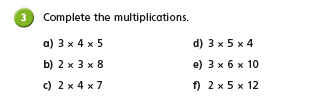 3 Complete the multiplications.
a) 3 × 4 × 5 d) 3 × 5 × 4
b) 2 × 3 × 8 e) 3 × 6 × 10
c) 2 × 4 × 7 f) 2 × 5 × 12